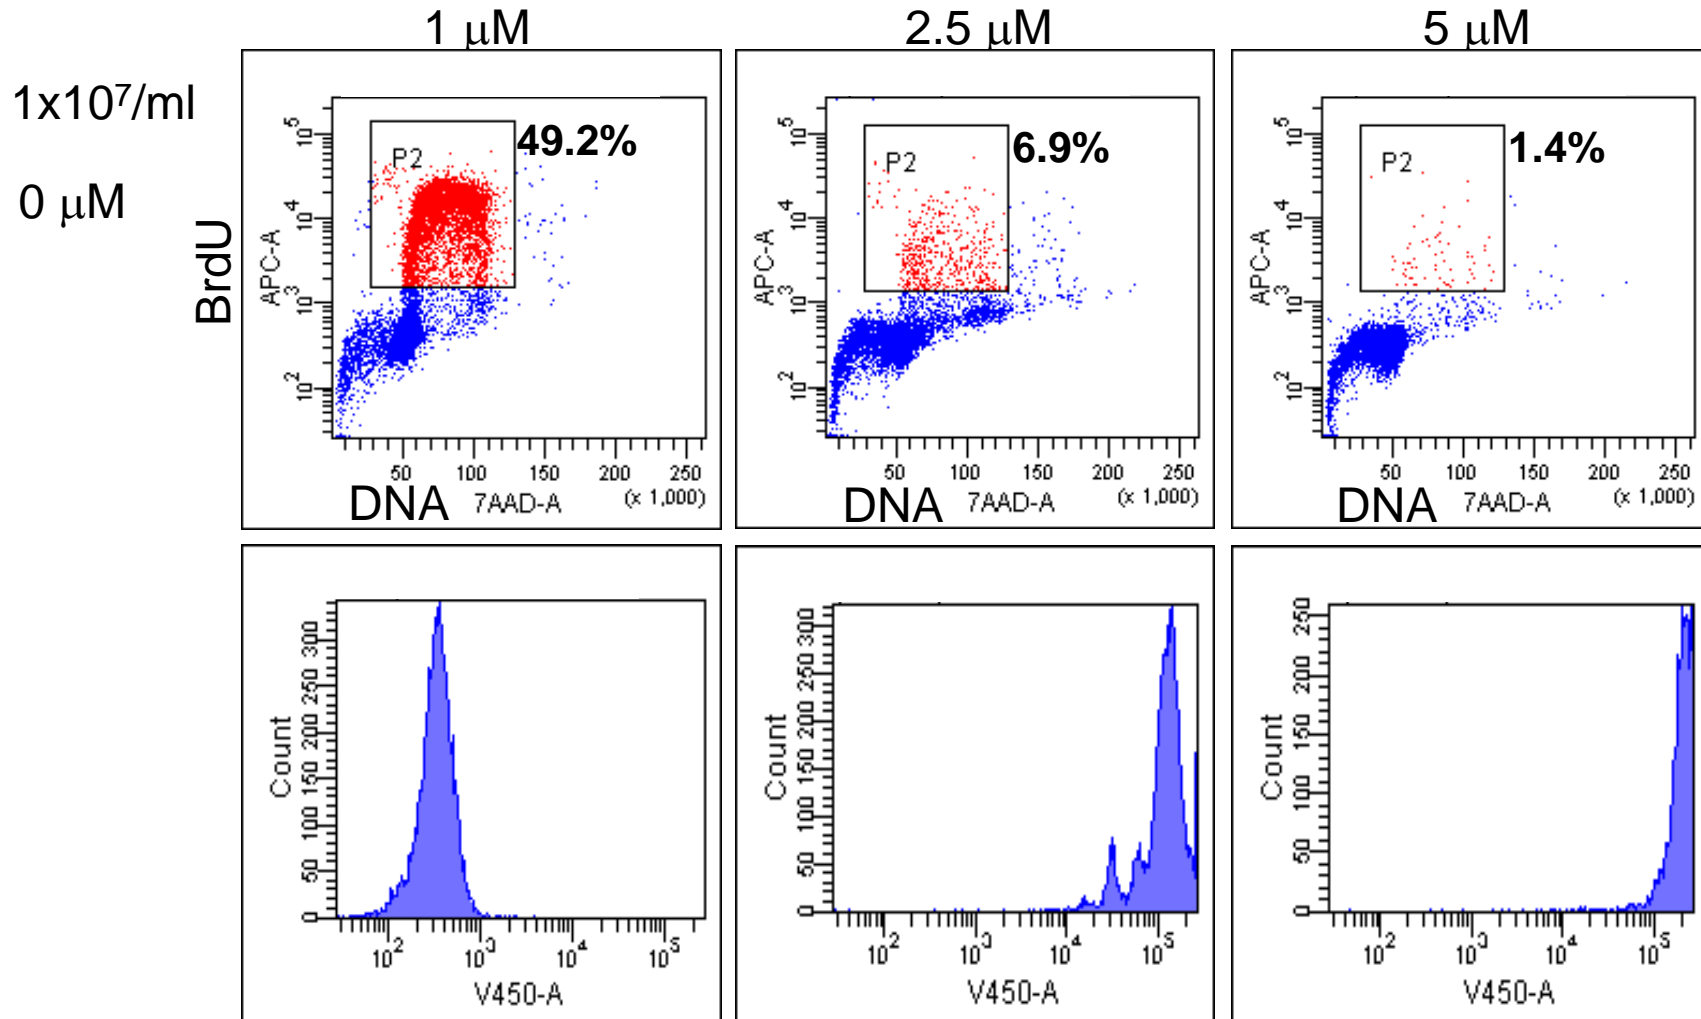 1 μM
2.5 μM
5 μM
1x10⁷/ml
0 μM
BrdU
APC-A
10⁵
10⁴
10³
10²
P2
49.2%
50 100 150 200 250
DNA 7AAD-A (x 1,000)
APC-A
10⁵
10⁴
10³
10²
P2
6.9%
50 100 150 200 250
DNA 7AAD-A (x 1,000)
APC-A
10⁵
10⁴
10³
10²
P2
1.4%
50 100 150 200 250
DNA 7AAD-A (x 1,000)
Count
300
250
200
150
100
50
0
10² 10³ 10⁴ 10⁵
V450-A
Count
300
250
200
150
100
50
0
10² 10³ 10⁴ 10⁵
V450-A
Count
250
200
150
100
50
0
10² 10³ 10⁴ 10⁵
V450-A